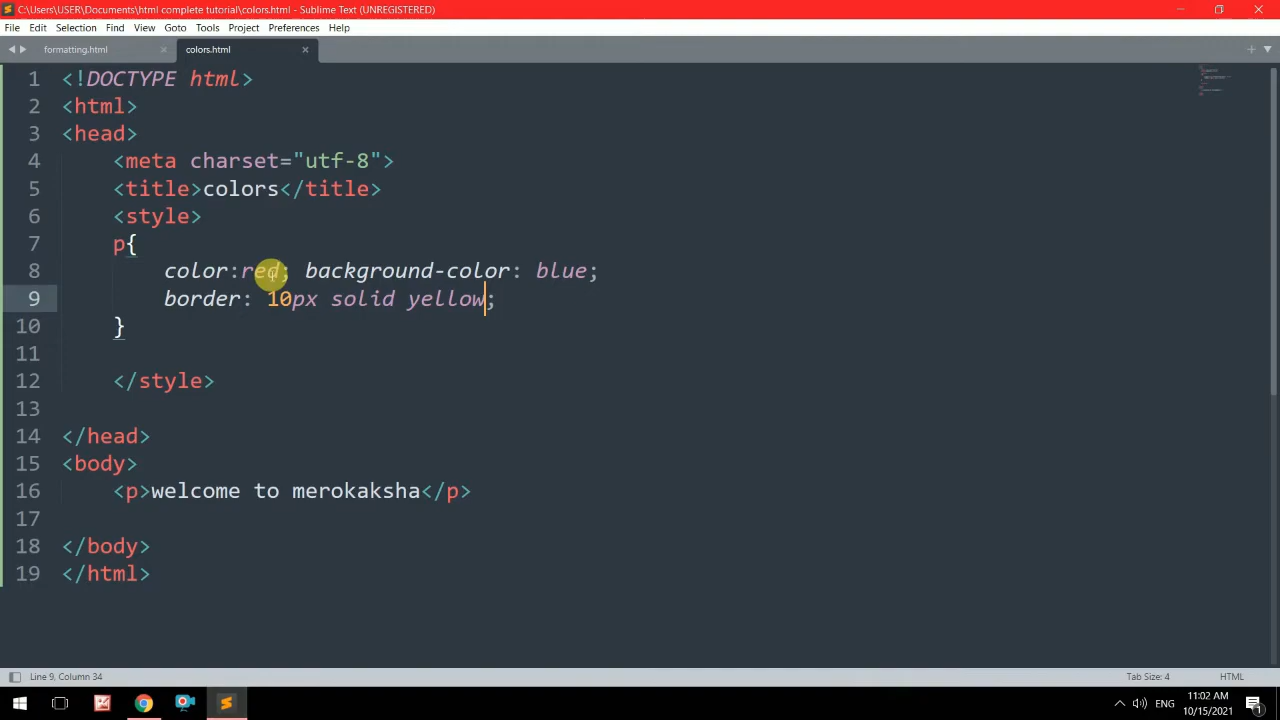 C:\Users\USER\Documents\html complete tutorial\colors.html - Sublime Text (UNREGISTERED)
File Edit Selection Find View Goto Tools Project Preferences Help
formatting.html colors.html
1 <!DOCTYPE html>
2 <html>
3 <head>
4 <meta charset="utf-8">
5 <title>colors</title>
6 <style>
7 p{
8 color:red; background-color: blue;
9 border: 10px solid yellow;
10 }
11
12 </style>
13
14 </head>
15 <body>
16 <p>welcome to merokaksha</p>
17
18 </body>
19 </html>
Line 9, Column 34 Tab Size: 4 HTML
ENG 11:02 AM
10/15/2021 1